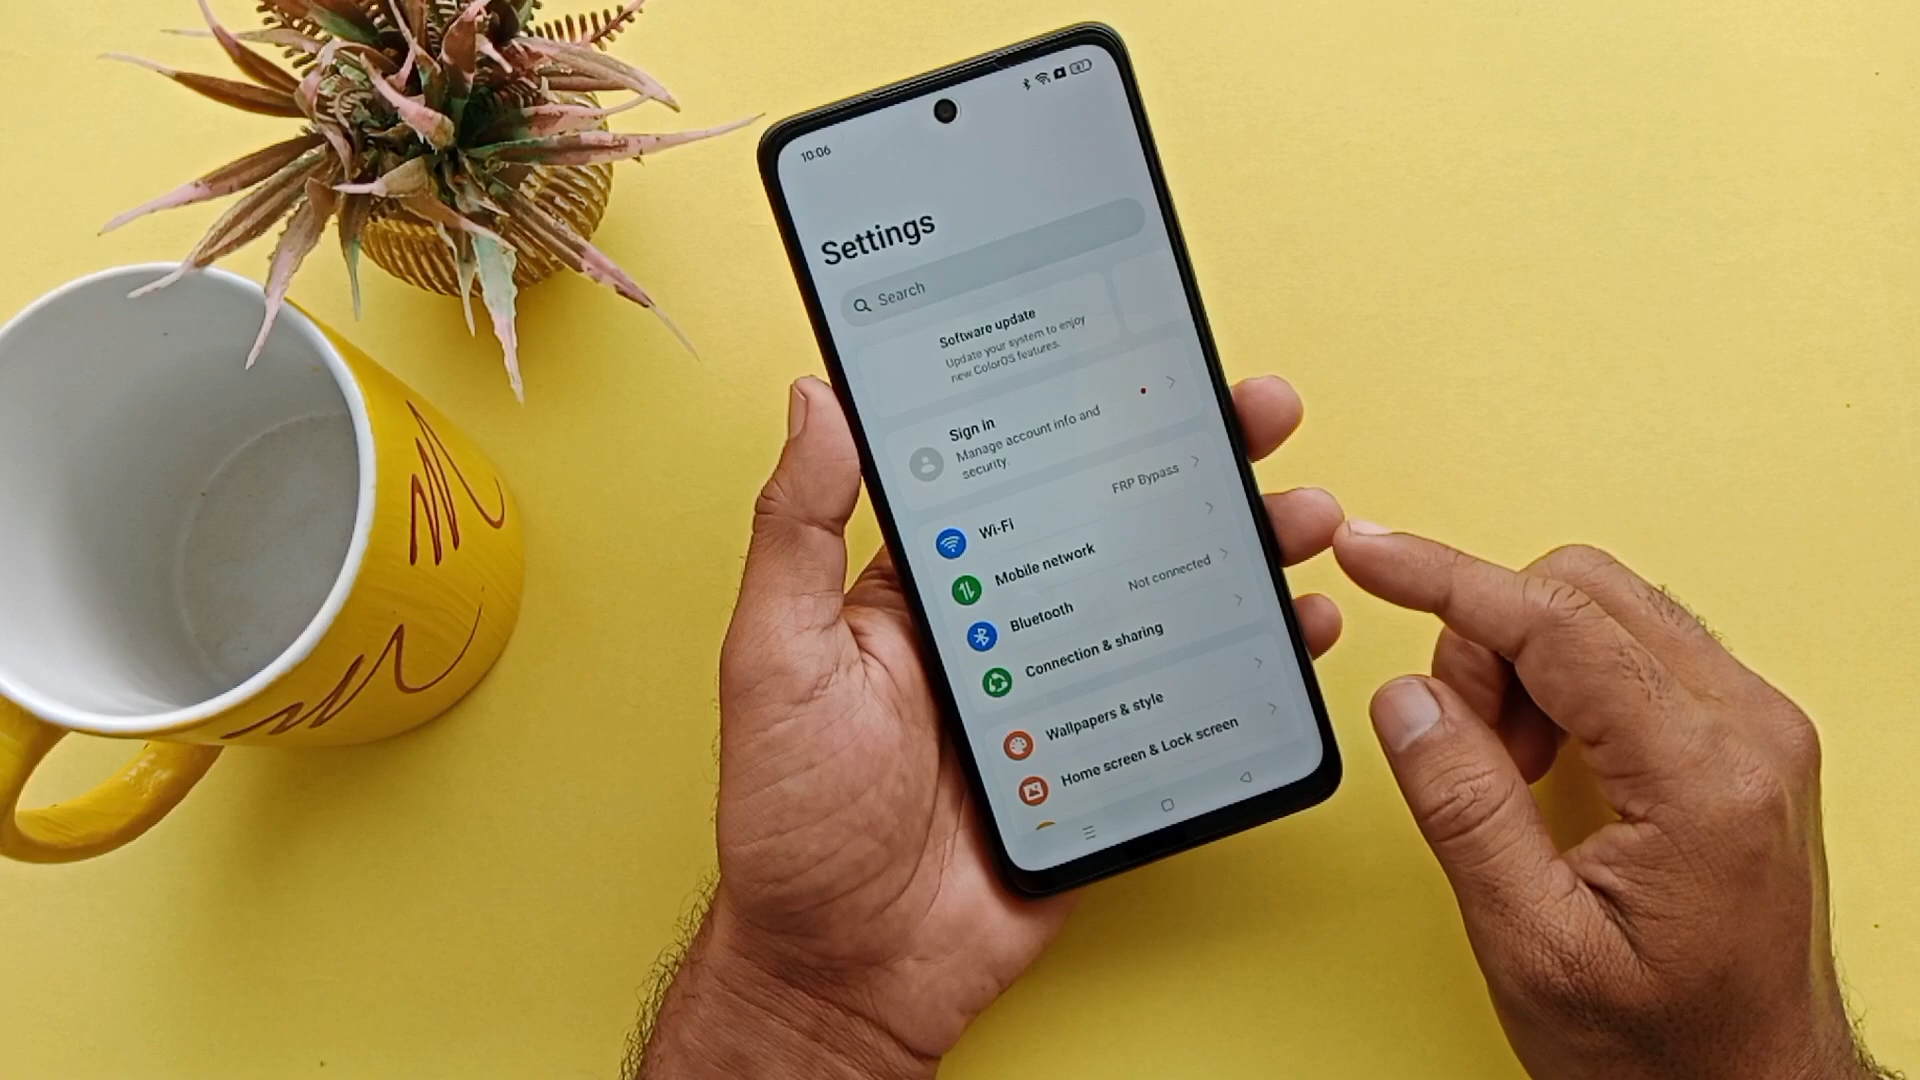 10:06
Settings
Search
Software update
Update your system to enjoy
new ColorOS features.
Sign in
Manage account info and
security.
Wi-Fi
FRP Bypass
Mobile network
Bluetooth
Not connected
Connection & sharing
Wallpapers & style
Home screen & Lock screen